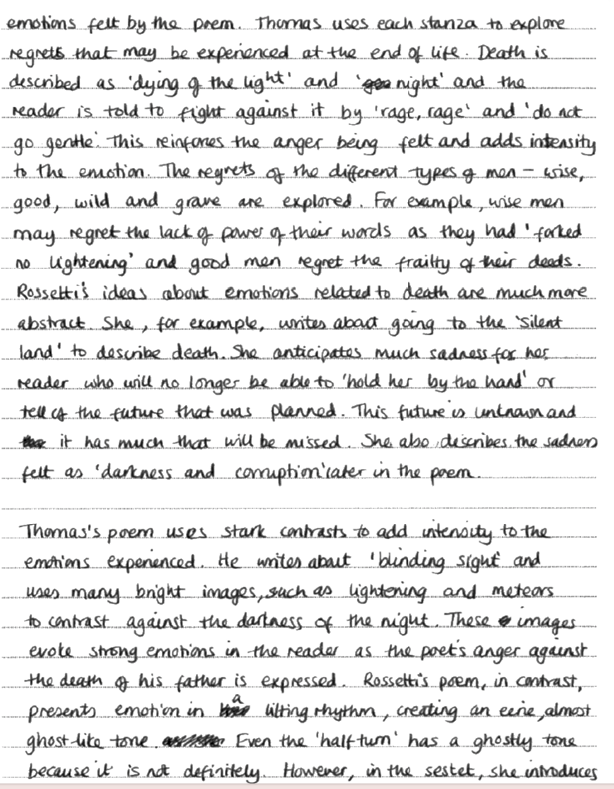 emotions felt by the poem. Thomas uses each stanza to explore
regrets that may be experienced at the end of life. Death is
described as 'dying of the light' and 'night' and the
reader is told to fight against it by 'rage, rage' and 'do not
go gentle'. This reinforces the anger being felt and adds intensity
to the emotion. The regrets of the different types of men – wise,
good, wild and grave are explored. For example, wise men
may regret the lack of power of their words as they had 'forked
no lightening' and good men regret the frailty of their deeds.
Rossetti's ideas about emotions related to death are much more
abstract. She, for example, writes about going to the 'silent
land' to describe death. She anticipates much sadness for her
reader who will no longer be able to 'hold her by the hand' or
tell of the future that was planned. This future is unknown and
it has much that will be missed. She also describes the sadness
felt as 'darkness and corruption' later in the poem.
Thomas's poem uses stark contrasts to add intensity to the
emotions experienced. He writes about 'blinding sight' and
uses many bright images, such as lightening and meteors
to contrast against the darkness of the night. These images
evoke strong emotions in the reader as the poet's anger against
the death of his father is expressed. Rossetti's poem, in contrast,
presents emotion in a lilting rhythm, creating an eerie, almost
ghost-like tone. Even the 'half turn' has a ghostly tone
because it is not definitely. However, in the sestet, she introduces